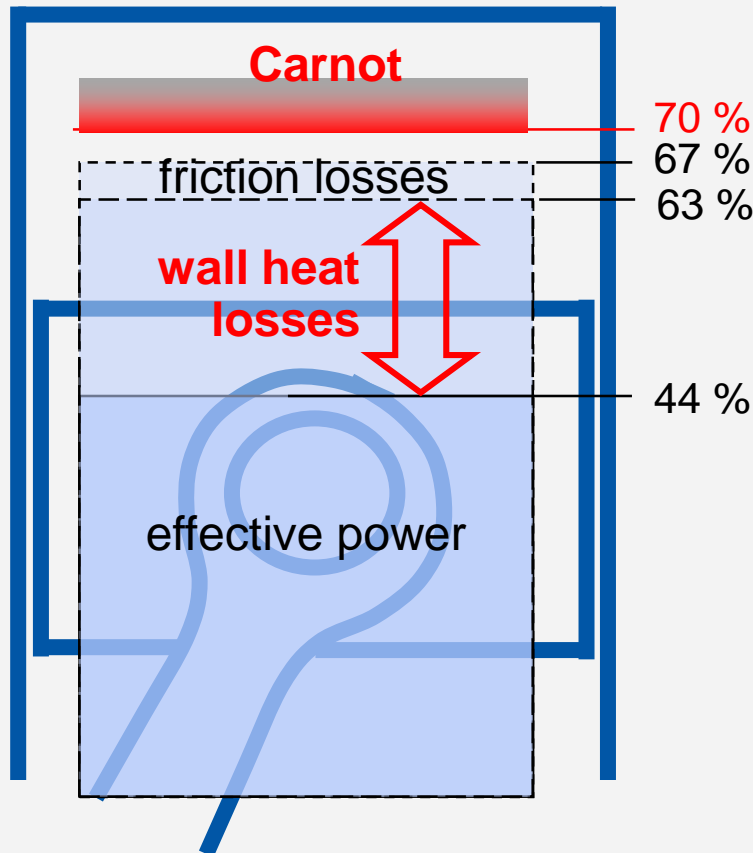 Carnot
70 %
67 %
friction losses
63 %
wall heat
losses
44 %
effective power